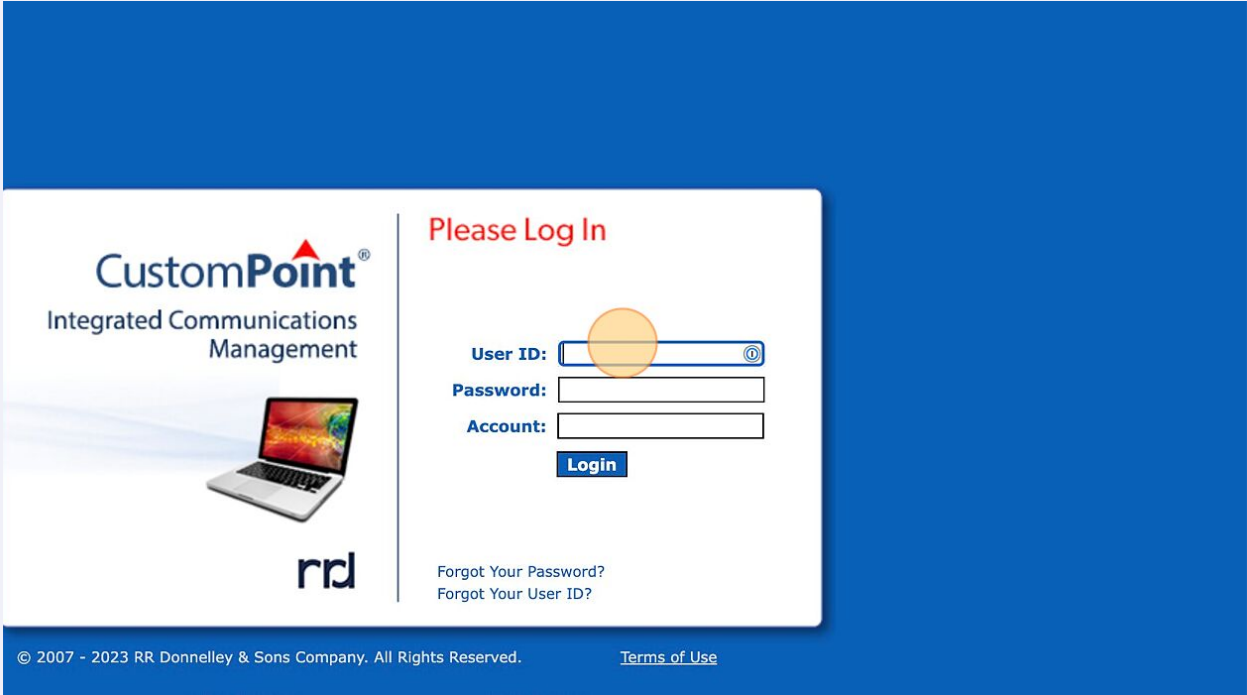 CustomPoint®
Integrated Communications
Management
rrd
Please Log In
User ID:
Password:
Account:
Login
Forgot Your Password?
Forgot Your User ID?
© 2007 - 2023 RR Donnelley & Sons Company. All Rights Reserved. Terms of Use